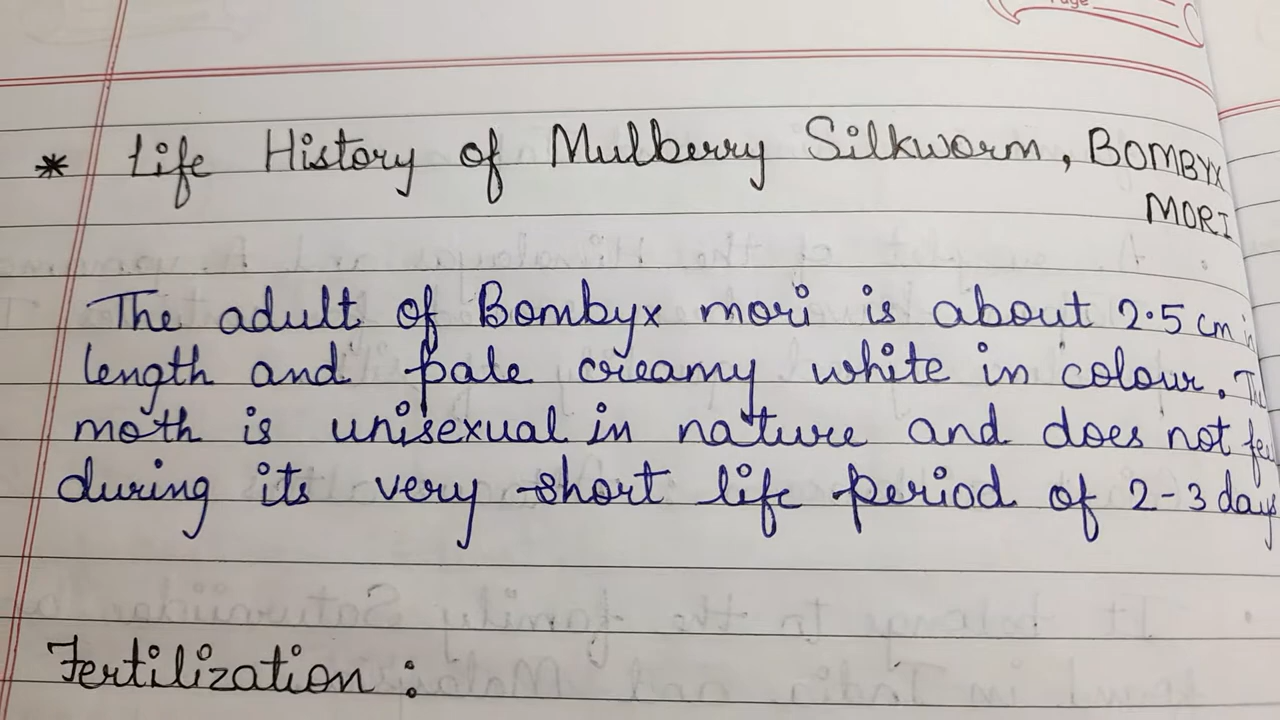 Page
* Life History of Mulberry Silkworm, BOMBYX
MORI
The adult of Bombyx mori is about 2.5 cm in
length and pale creamy white in colour.
moth is unisexual in nature and does not
during its very short life period of 2-3 days
Fertilization :